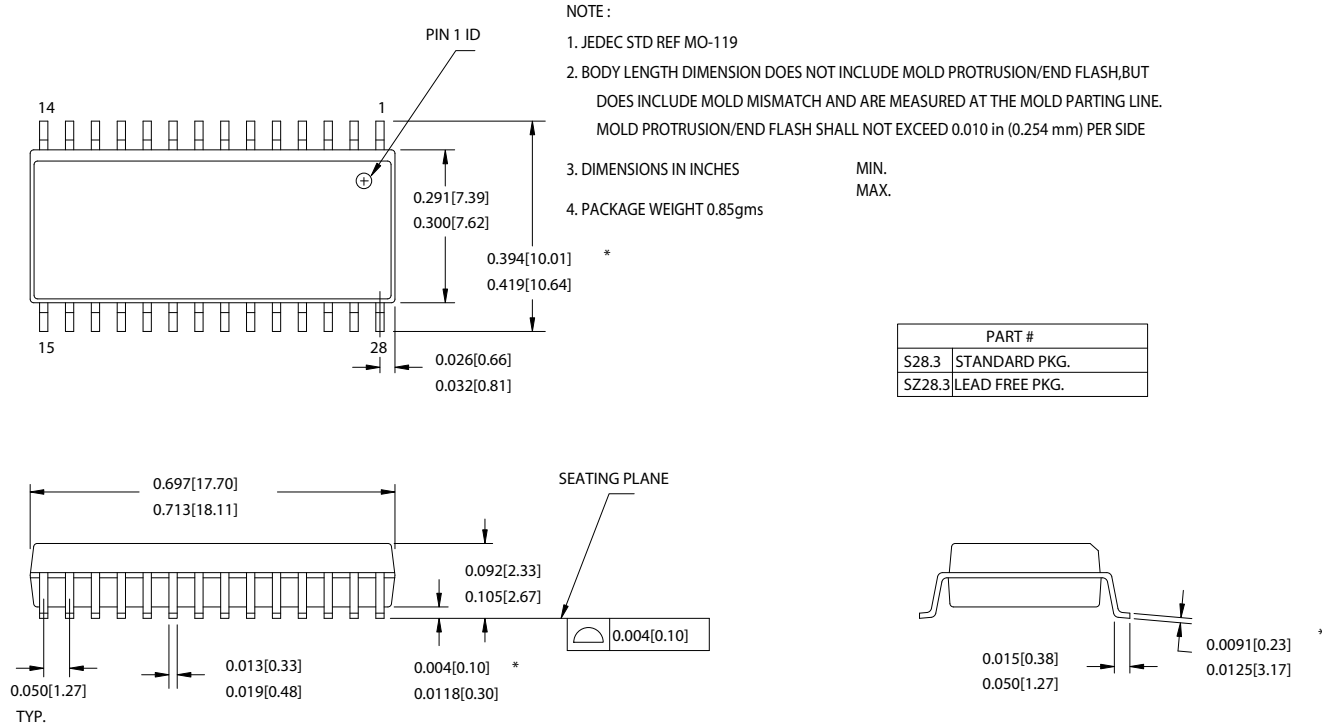 NOTE :
1. JEDEC STD REF MO-119
2. BODY LENGTH DIMENSION DOES NOT INCLUDE MOLD PROTRUSION/END FLASH,BUT
DOES INCLUDE MOLD MISMATCH AND ARE MEASURED AT THE MOLD PARTING LINE.
MOLD PROTRUSION/END FLASH SHALL NOT EXCEED 0.010 in (0.254 mm) PER SIDE
3. DIMENSIONS IN INCHES MIN.
MAX.
4. PACKAGE WEIGHT 0.85gms
PIN 1 ID
14 1
0.291[7.39]
0.300[7.62]
0.394[10.01] *
0.419[10.64]
15 28
0.026[0.66]
0.032[0.81]
PART #
S28.3 STANDARD PKG.
SZ28.3 LEAD FREE PKG.
0.697[17.70]
0.713[18.11]
SEATING PLANE
0.092[2.33]
0.105[2.67]
0.004[0.10]
0.013[0.33]
0.019[0.48]
0.004[0.10] *
0.0118[0.30]
0.050[1.27]
TYP.
0.015[0.38]
0.050[1.27]
0.0091[0.23] *
0.0125[3.17]